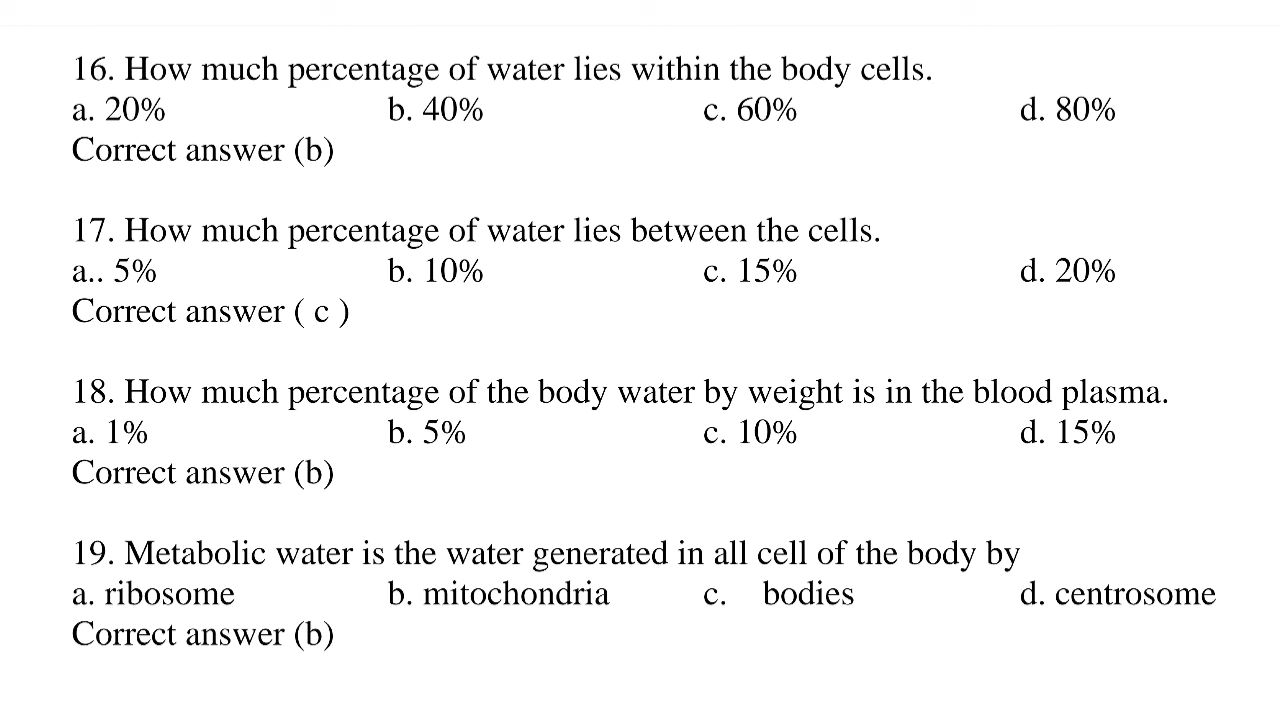 16. How much percentage of water lies within the body cells.
a. 20% b. 40% c. 60% d. 80%
Correct answer (b)
17. How much percentage of water lies between the cells.
a.. 5% b. 10% c. 15% d. 20%
Correct answer ( c )
18. How much percentage of the body water by weight is in the blood plasma.
a. 1% b. 5% c. 10% d. 15%
Correct answer (b)
19. Metabolic water is the water generated in all cell of the body by
a. ribosome b. mitochondria c. bodies d. centrosome
Correct answer (b)